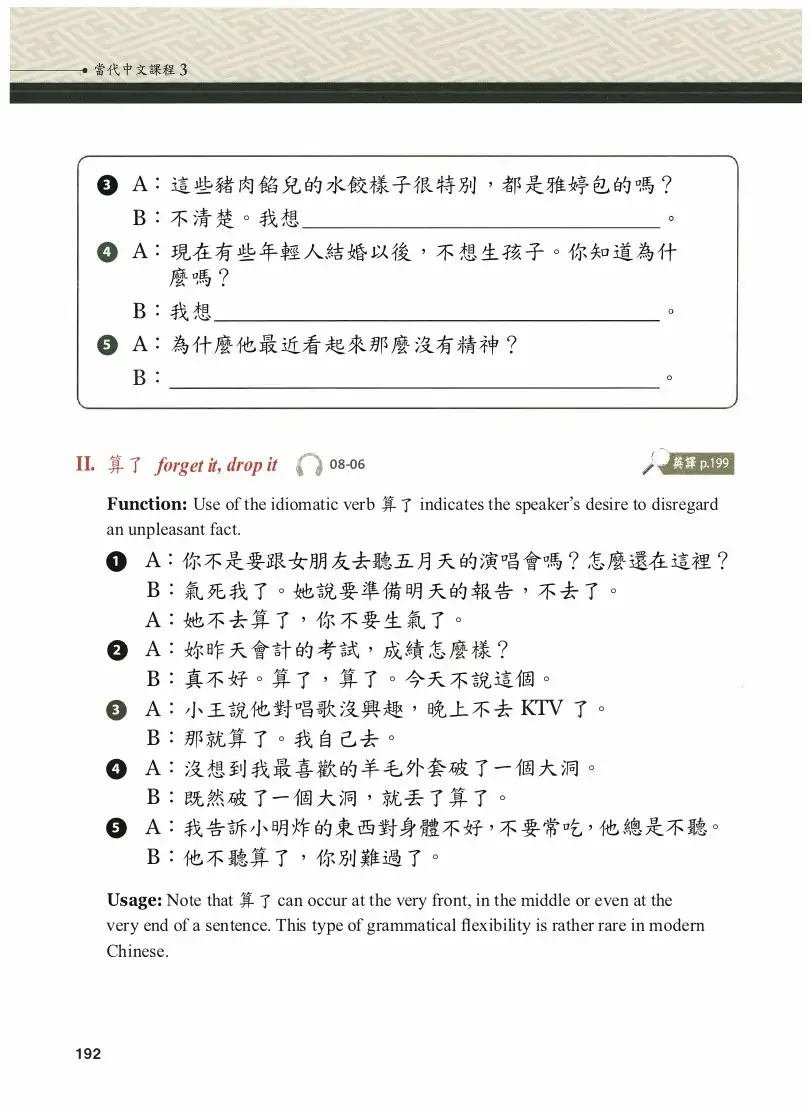 當代中文課程 3
3 A：這些豬肉餡兒的水餃樣子很特別，都是雅婷包的嗎？
B：不清楚。我想____________________。
4 A：現在有些年輕人結婚以後，不想生孩子。你知道為什
麼嗎？
B：我想____________________。
5 A：為什麼他最近看起來那麼沒有精神？
B：____________________。
II. 算了 forget it, drop it 08-06 英譯 p.199
Function: Use of the idiomatic verb 算了 indicates the speaker's desire to disregard
an unpleasant fact.
1 A：你不是要跟女朋友去聽五月天的演唱會嗎？怎麼還在這裡？
B：氣死我了。她說要準備明天的報告，不去了。
A：她不去算了，你不要生氣了。
2 A：妳昨天會計的考試，成績怎麼樣？
B：真不好。算了，算了。今天不說這個。
3 A：小王說他對唱歌沒興趣，晚上不去 KTV 了。
B：那就算了。我自己去。
4 A：沒想到我最喜歡的羊毛外套破了一個大洞。
B：既然破了一個大洞，就丟了算了。
5 A：我告訴小明炸的東西對身體不好，不要常吃，他總是不聽。
B：他不聽算了，你別難過了。
Usage: Note that 算了 can occur at the very front, in the middle or even at the
very end of a sentence. This type of grammatical flexibility is rather rare in modern
Chinese.
192